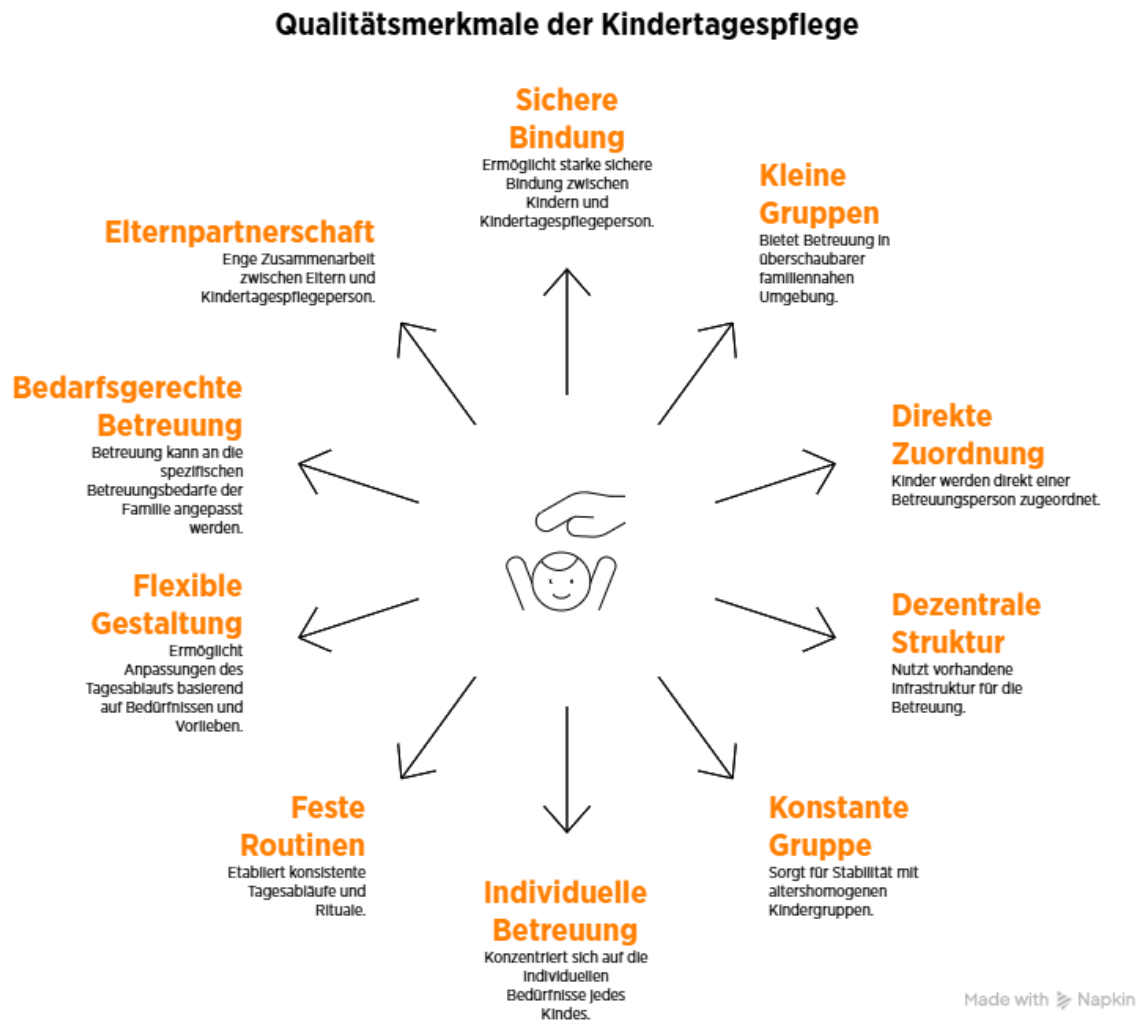 Qualitätsmerkmale der Kindertagespflege
Sichere
Bindung
Ermöglicht starke sichere
Bindung zwischen
Kindern und
Kindertagespflegeperson.
Kleine
Gruppen
Bietet Betreuung in
überschaubarer
familiennahen
Umgebung.
Direkte
Zuordnung
Kinder werden direkt einer
Betreuungsperson zugeordnet.
Dezentrale
Struktur
Nutzt vorhandene
Infrastruktur für die
Betreuung.
Konstante
Gruppe
Sorgt für Stabilität mit
altershomogenen
Kindergruppen.
Individuelle
Betreuung
Konzentriert sich auf die
individuellen
Bedürfnisse jedes
Kindes.
Feste
Routinen
Etabliert konsistente
Tagesabläufe und
Rituale.
Flexible
Gestaltung
Ermöglicht
Anpassungen des
Tagesablaufs basierend
auf Bedürfnissen und
Vorlieben.
Bedarfsgerechte
Betreuung
Betreuung kann an die
spezifischen
Betreuungsbedarfe der
Familie angepasst
werden.
Elternpartnerschaft
Enge Zusammenarbeit
zwischen Eltern und
Kindertagespflegeperson.
Made with Napkin